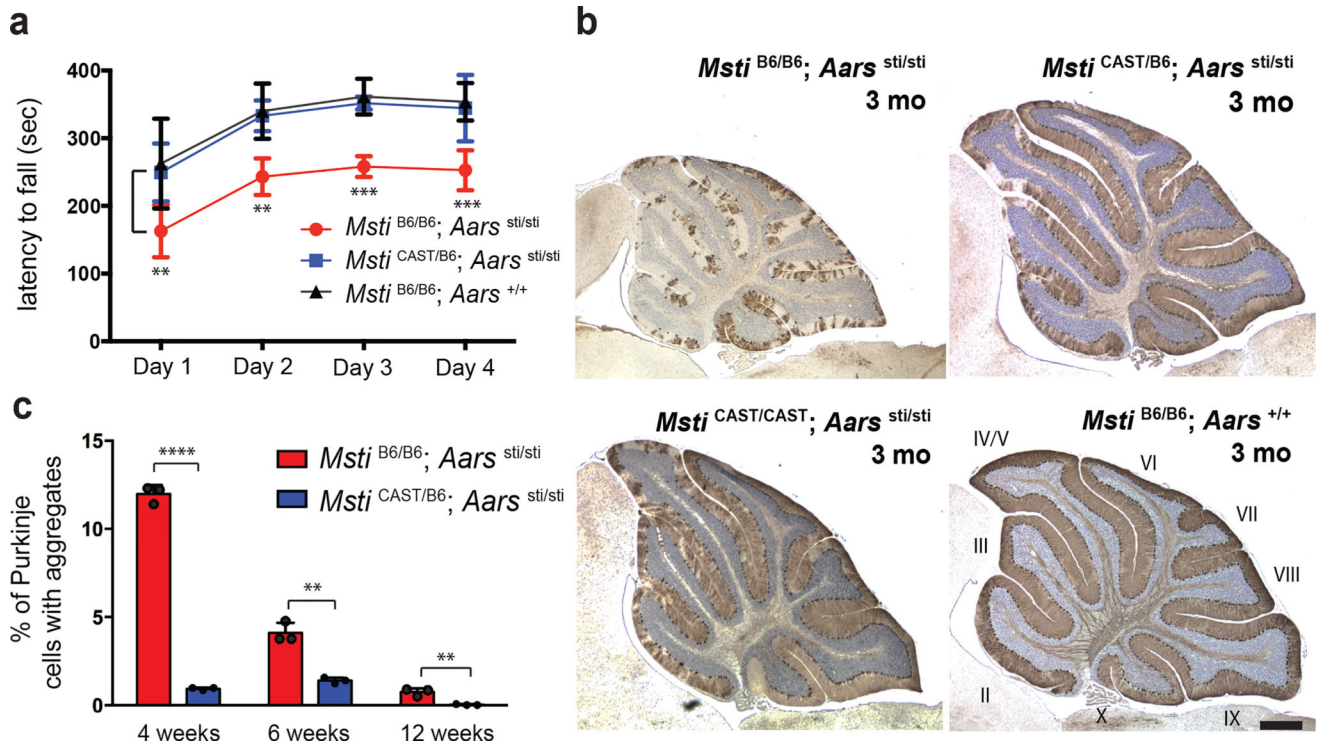 a
latency to fall (sec)
400
300
200
100
0
**
**
***
***
Msti B6/B6; Aars sti/sti
Msti CAST/B6; Aars sti/sti
Msti B6/B6; Aars +/+
Day 1 Day 2 Day 3 Day 4
b
Msti B6/B6; Aars sti/sti
3 mo
Msti CAST/B6; Aars sti/sti
3 mo
Msti CAST/CAST; Aars sti/sti
3 mo
Msti B6/B6; Aars +/+
3 mo
IV/V
VI
VII
III
VIII
II
X
IX
c
% of Purkinje
cells with aggregates
15
10
5
0
****
**
**
Msti B6/B6; Aars sti/sti
Msti CAST/B6; Aars sti/sti
4 weeks 6 weeks 12 weeks